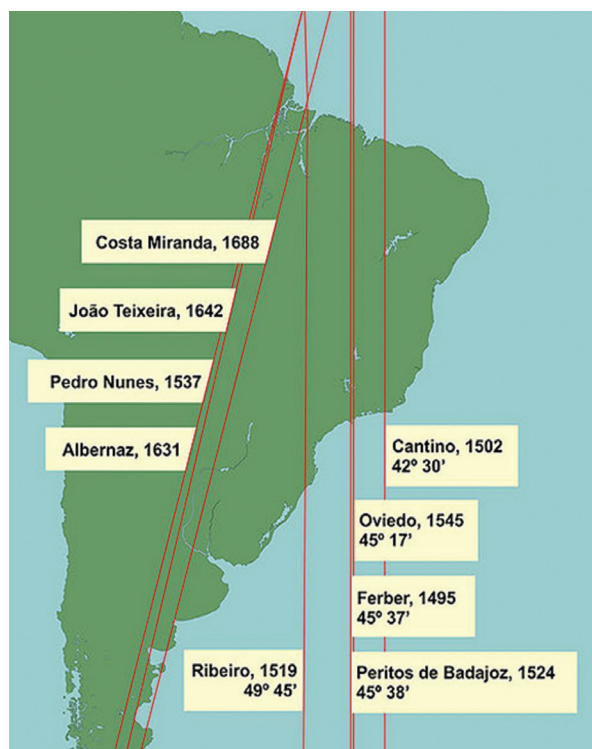 Costa Miranda, 1688
João Teixeira, 1642
Pedro Nunes, 1537
Albernaz, 1631
Cantino, 1502
42º 30’
Oviedo, 1545
45º 17’
Ferber, 1495
45º 37’
Ribeiro, 1519
49º 45’
Peritos de Badajoz, 1524
45º 38’